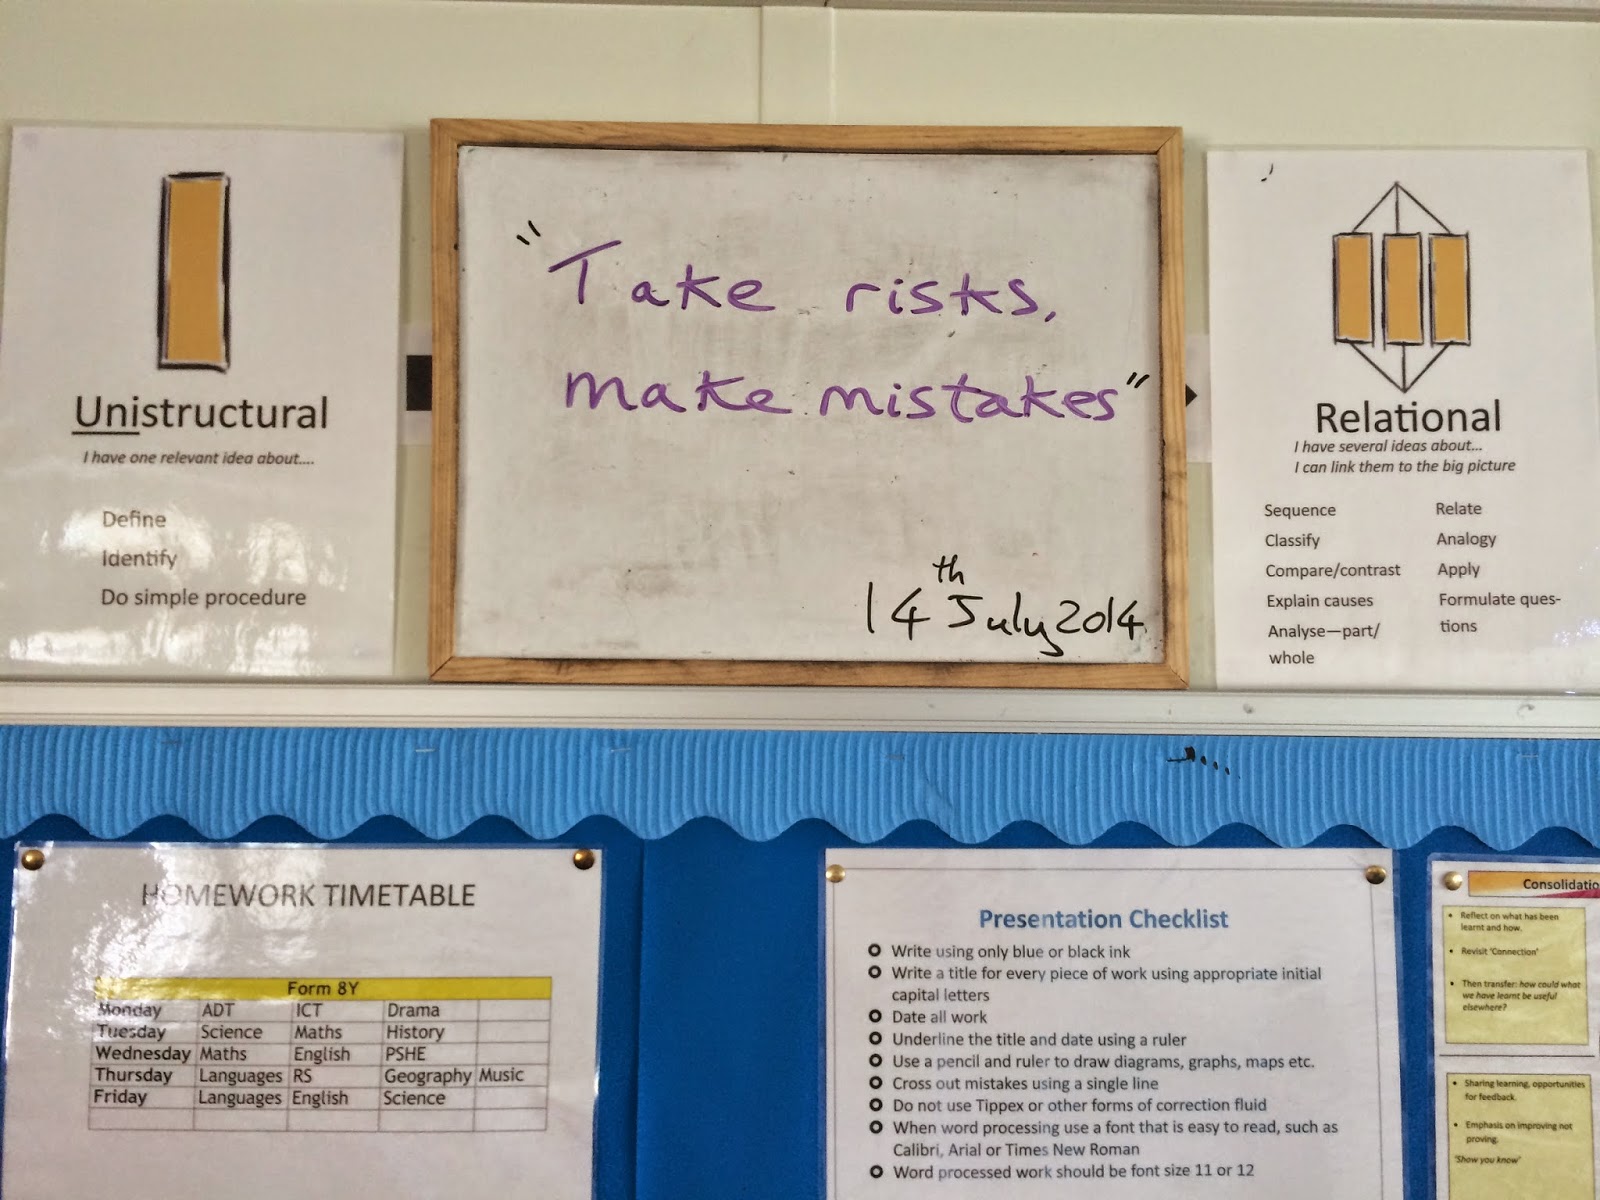 Unistructural
I have one relevant idea about....
Define
Identify
Do simple procedure
"Take risks,
make mistakes"
14th July 2014
Relational
I have several ideas about...
I can link them to the big picture
Sequence
Classify
Compare/contrast
Explain causes
Analyse—part/
whole
Relate
Analogy
Apply
Formulate ques-
tions
HOMEWORK TIMETABLE
Form 8Y
Monday ADT ICT Drama
Tuesday Science Maths History
Wednesday Maths English PSHE
Thursday Languages RS Geography Music
Friday Languages English Science
Presentation Checklist
Write using only blue or black ink
Write a title for every piece of work using appropriate initial
capital letters
Date all work
Underline the title and date using a ruler
Use a pencil and ruler to draw diagrams, graphs, maps etc.
Cross out mistakes using a single line
Do not use Tippex or other forms of correction fluid
When word processing use a font that is easy to read, such as
Calibri, Arial or Times New Roman
Word processed work should be font size 11 or 12
Consolidatio
Reflect on what has been
learnt and how.
Revisit 'Connection'
Then transfer: how could what
we have learnt be useful
elsewhere?
Sharing learning, opportunities
for feedback.
Emphasis on improving not
proving.
'Show you know'